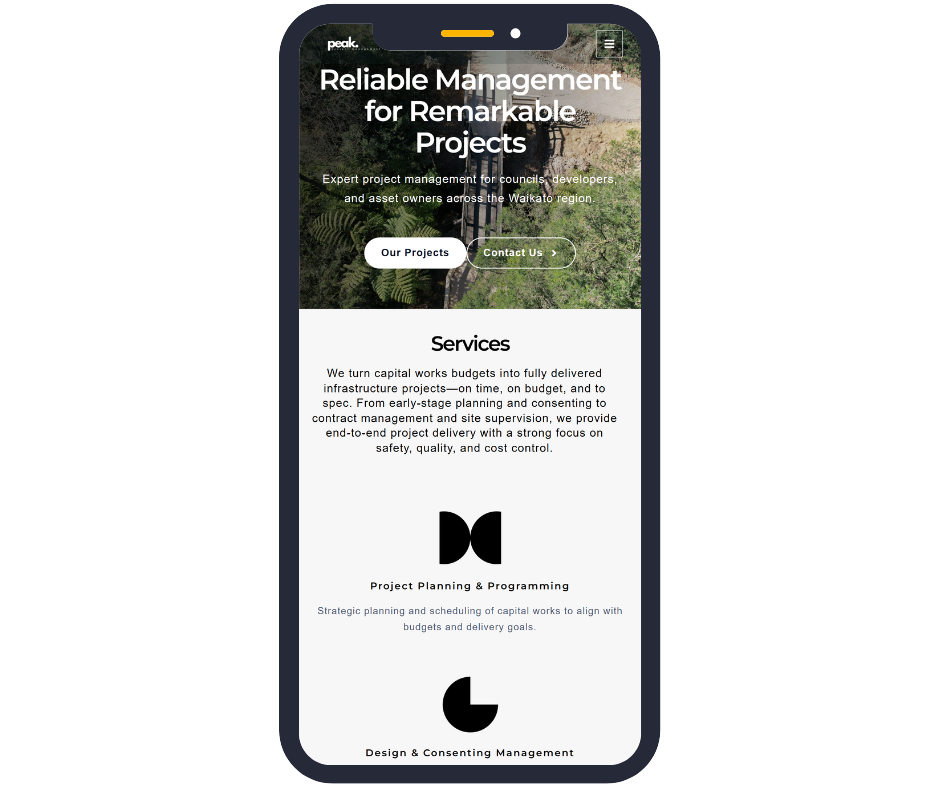 peak.
Reliable Management
for Remarkable
Projects
Expert project management for councils, developers,
and asset owners across the Waikato region.
Our Projects
Contact Us
Services
We turn capital works budgets into fully delivered
infrastructure projects—on time, on budget, and to
spec. From early-stage planning and consenting to
contract management and site supervision, we provide
end-to-end project delivery with a strong focus on
safety, quality, and cost control.
Project Planning & Programming
Strategic planning and scheduling of capital works to align with
budgets and delivery goals.
Design & Consenting Management